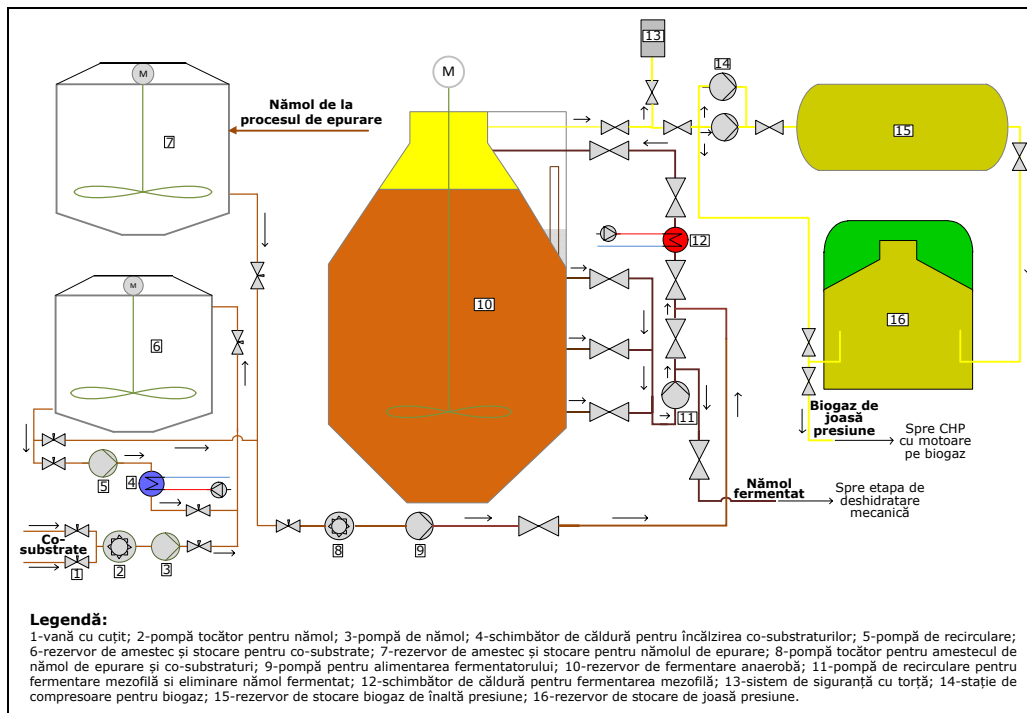 13
14
M
M
Nămol de la
procesul de epurare
7
15
12
M
10
16
6
11
Biogaz de
joasă
presiune
Spre CHP
cu motoare
pe biogaz
5
4
Nămol
fermentat
Spre etapa de
deshidratare
mecanică
Co-
substrate
1
2
3
8
9
Legendă:
1-vană cu cuțit; 2-pompă tocător pentru nămol; 3-pompă de nămol; 4-schimbător de căldură pentru încălzirea co-substraturilor; 5-pompă de recirculare;
6-rezervor de amestec și stocare pentru co-substrate; 7-rezervor de amestec și stocare pentru nămolul de epurare; 8-pompă tocător pentru amestecul de
nămol de epurare și co-substraturi; 9-pompă pentru alimentarea fermentatorului; 10-rezervor de fermentare anaerobă; 11-pompă de recirculare pentru
fermentare mezofilă si eliminare nămol fermentat; 12-schimbător de căldură pentru fermentarea mezofilă; 13-sistem de siguranță cu torță; 14-stație de
compresoare pentru biogaz; 15-rezervor de stocare biogaz de înaltă presiune; 16-rezervor de stocare de joasă presiune.